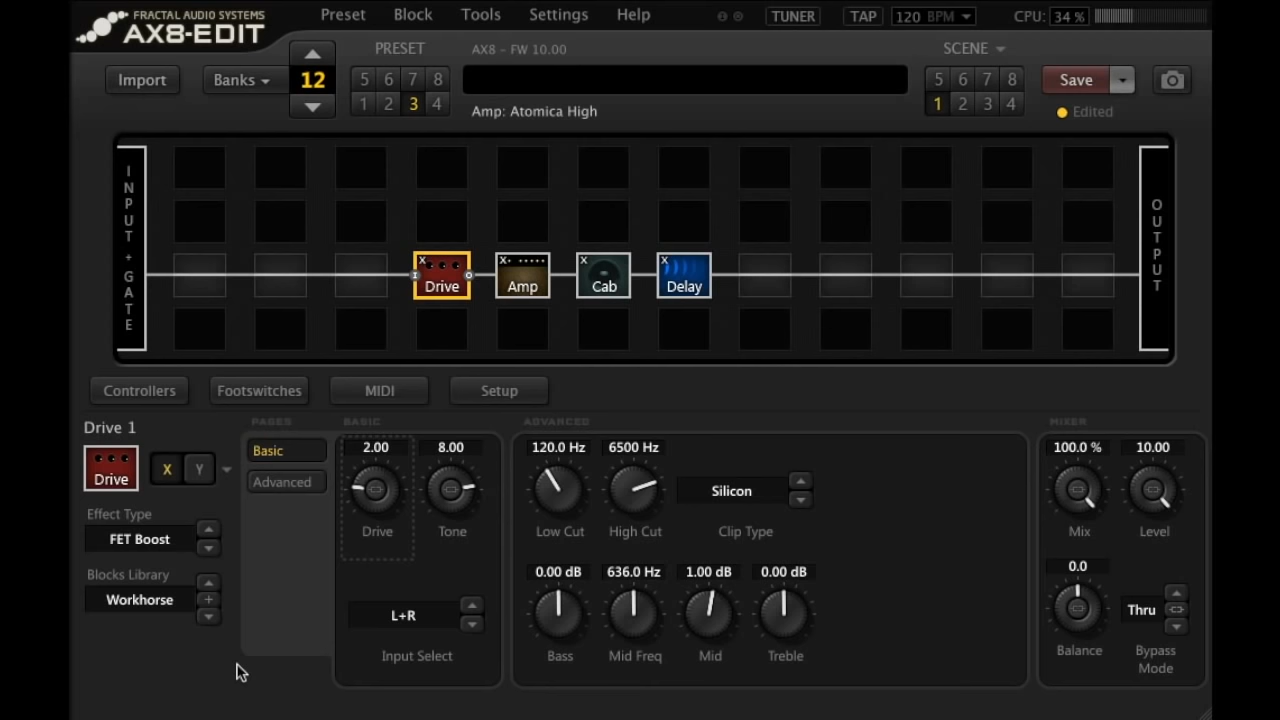 FRACTAL AUDIO SYSTEMS
AX8-EDIT
Preset Block Tools Settings Help
TUNER TAP 120 BPM CPU: 34 %
PRESET AX8 - FW 10.00 SCENE
Import Banks 12 5 6 7 8 5 6 7 8 Save
1 2 3 4 1 2 3 4
Amp: Atomica High Edited
INPUT + GATE
X Drive X Amp X Cab X Delay
I O
OUTPUT
Controllers Footswitches MIDI Setup
Drive 1
Drive X Y
Effect Type
FET Boost
Blocks Library
Workhorse
PAGES
Basic
Advanced
BASIC
2.00 8.00
Drive Tone
L+R
Input Select
ADVANCED
120.0 Hz 6500 Hz
Silicon
Low Cut High Cut Clip Type
0.00 dB 636.0 Hz 1.00 dB 0.00 dB
Bass Mid Freq Mid Treble
MIXER
100.0 % 10.00
Mix Level
0.0
Thru
Balance Bypass
Mode